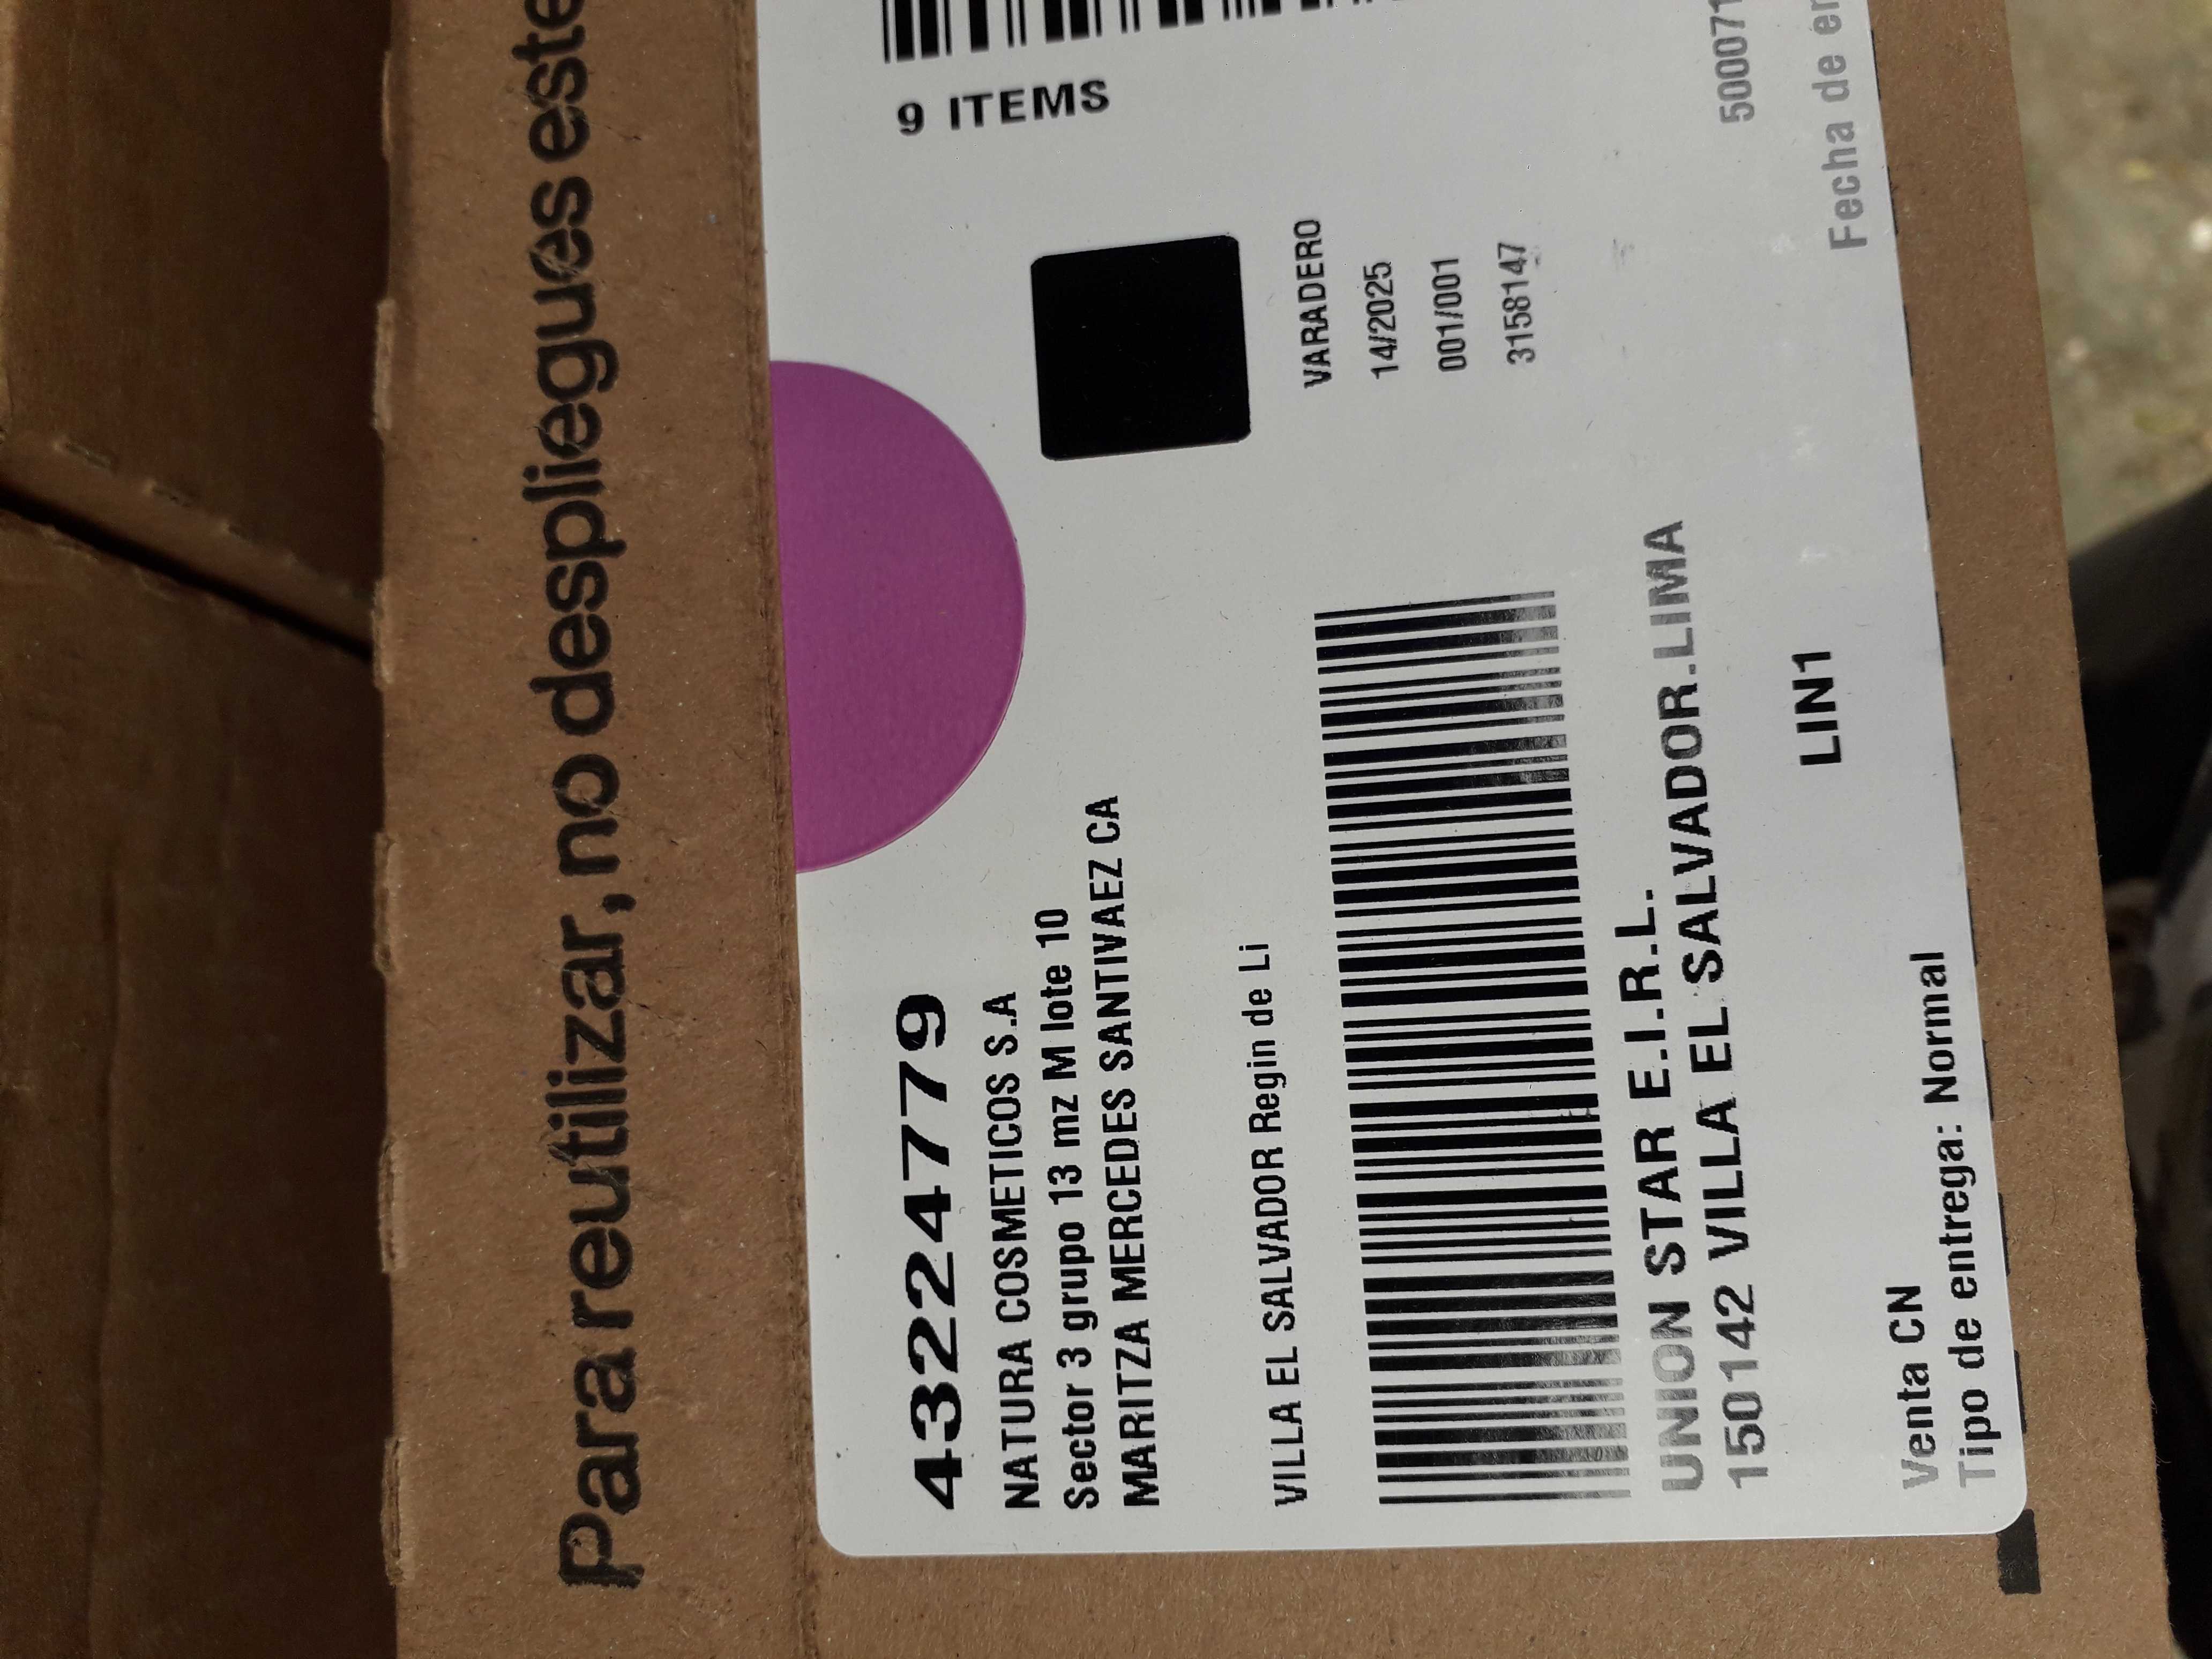 Para reutilizar, no despliegues este
43224779
NATURA COSMETICOS S.A
Sector 3 grupo 13 mz M lote 10
MARITZA MERCEDES SANTIVAEZ CA
VILLA EL SALVADOR Regin de Li
9 ITEMS
VARADERO
14/2025
001/001
3158147
UNION STAR E.I.R.L.
150142 VILLA EL SALVADOR.LIMA
LIN1
500071
Venta CN
Tipo de entrega: Normal
Fecha de en